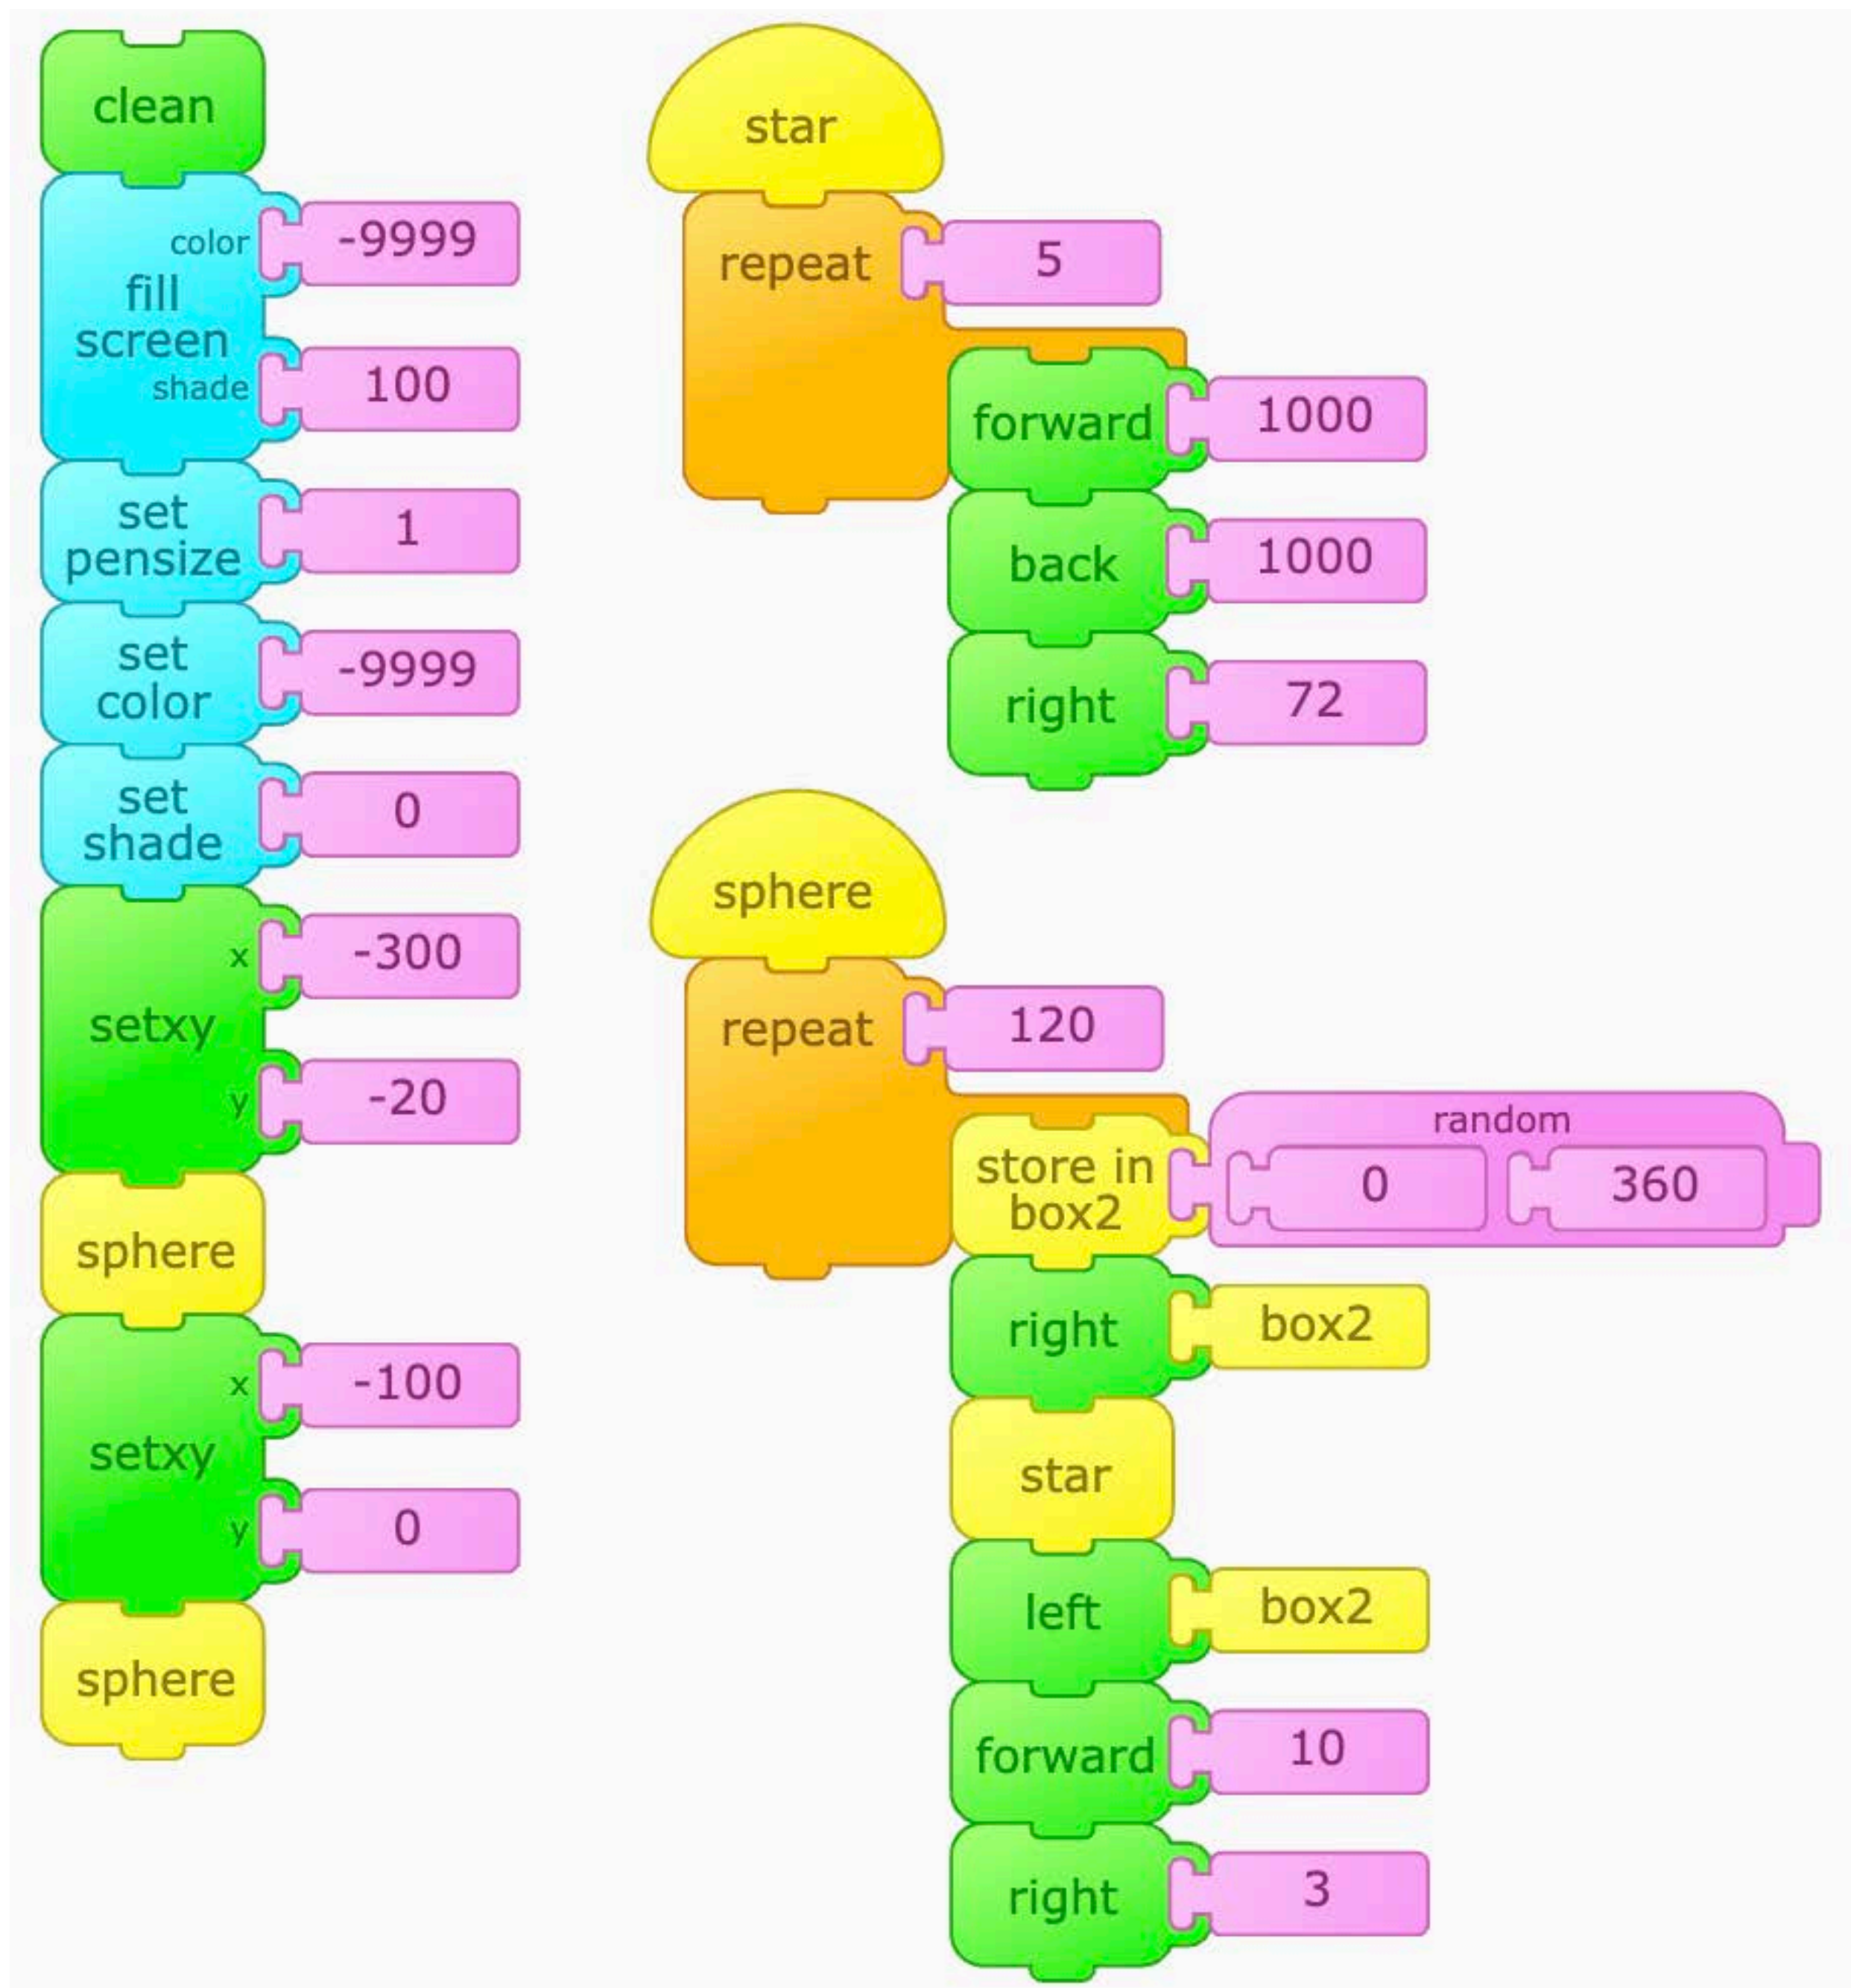 clean
color -9999
fill
screen
shade 100
set
pensize 1
set
color -9999
set
shade 0
x -300
setxy
y -20
sphere
x -100
setxy
y 0
sphere
star
repeat 5
forward 1000
back 1000
right 72
sphere
repeat 120
random
store in
box2 0 360
right box2
star
left box2
forward 10
right 3